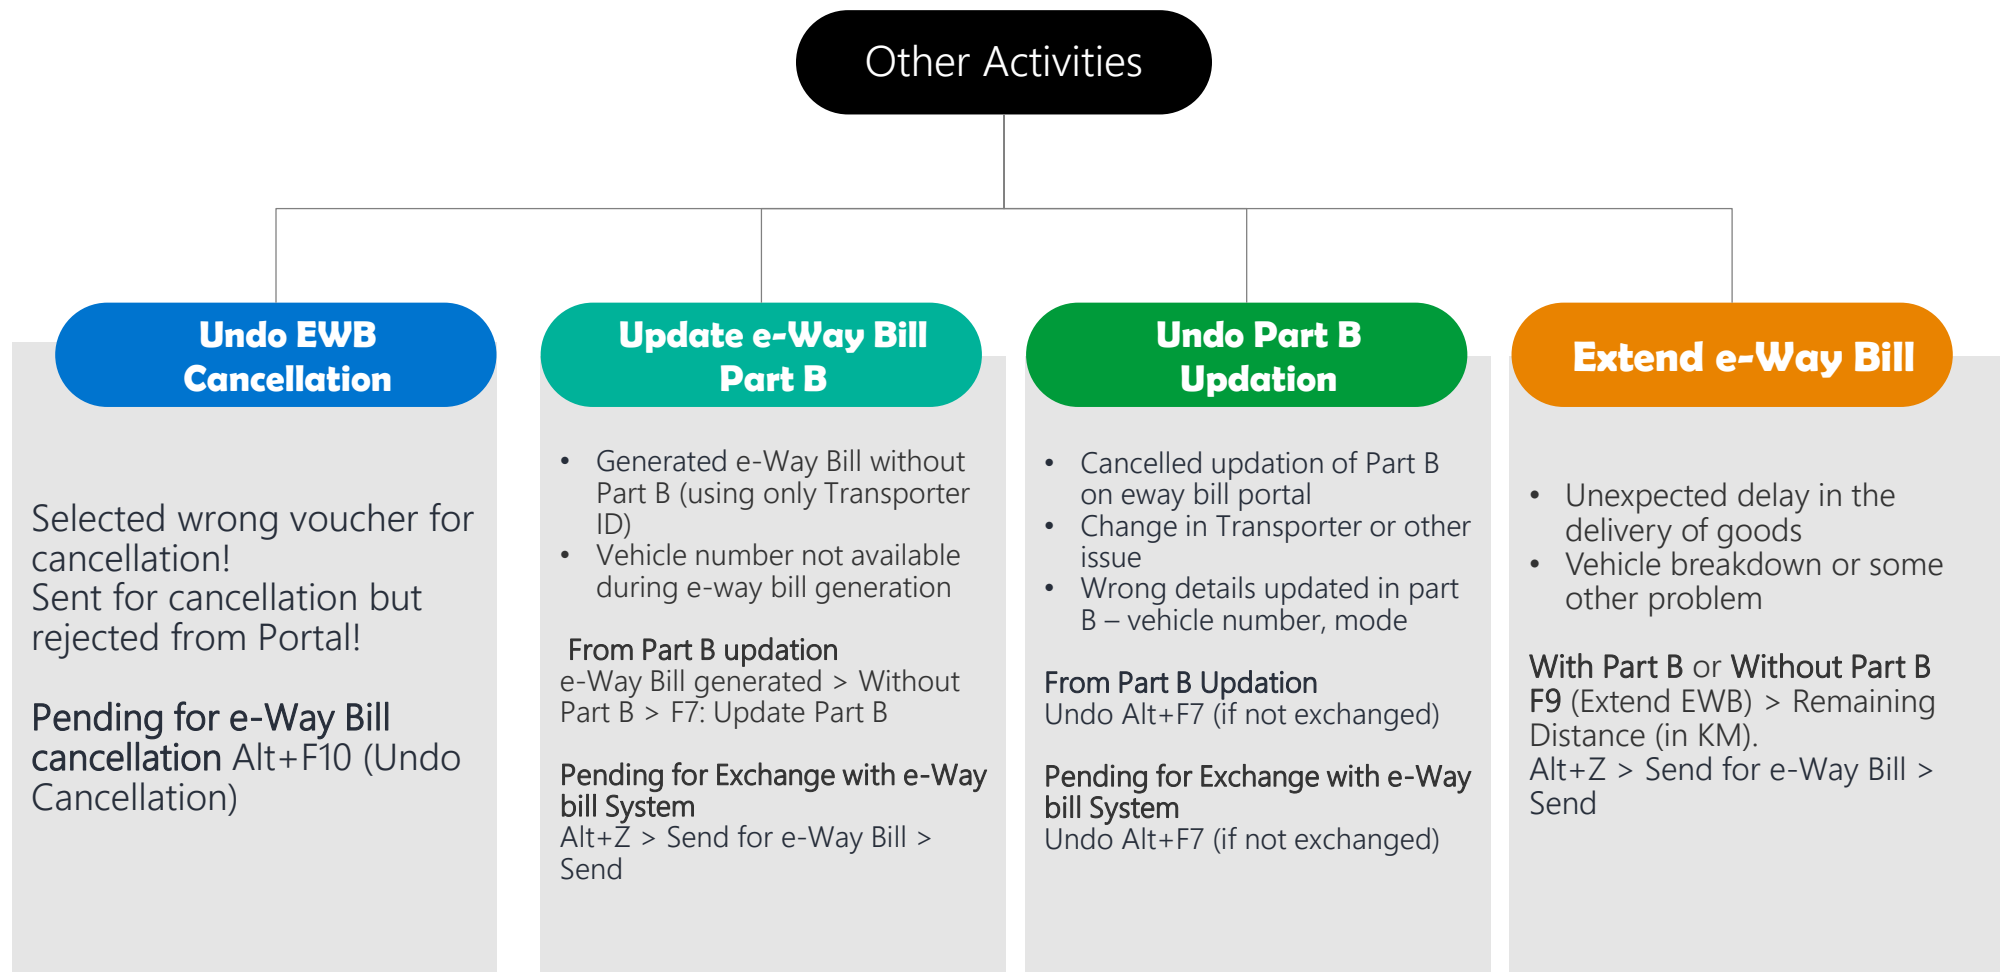 Other Activities
Undo EWB
Cancellation
Selected wrong voucher for
cancellation!
Sent for cancellation but
rejected from Portal!
Pending for e-Way Bill
cancellation Alt+F10 (Undo
Cancellation)
Update e-Way Bill
Part B
• Generated e-Way Bill without
Part B (using only Transporter
ID)
• Vehicle number not available
during e-way bill generation
From Part B updation
e-Way Bill generated > Without
Part B > F7: Update Part B
Pending for Exchange with e-Way
bill System
Alt+Z > Send for e-Way Bill >
Send
Undo Part B
Updation
• Cancelled updation of Part B
on eway bill portal
• Change in Transporter or other
issue
• Wrong details updated in part
B – vehicle number, mode
From Part B Updation
Undo Alt+F7 (if not exchanged)
Pending for Exchange with e-Way
bill System
Undo Alt+F7 (if not exchanged)
Extend e-Way Bill
• Unexpected delay in the
delivery of goods
• Vehicle breakdown or some
other problem
With Part B or Without Part B
F9 (Extend EWB) > Remaining
Distance (in KM).
Alt+Z > Send for e-Way Bill >
Send